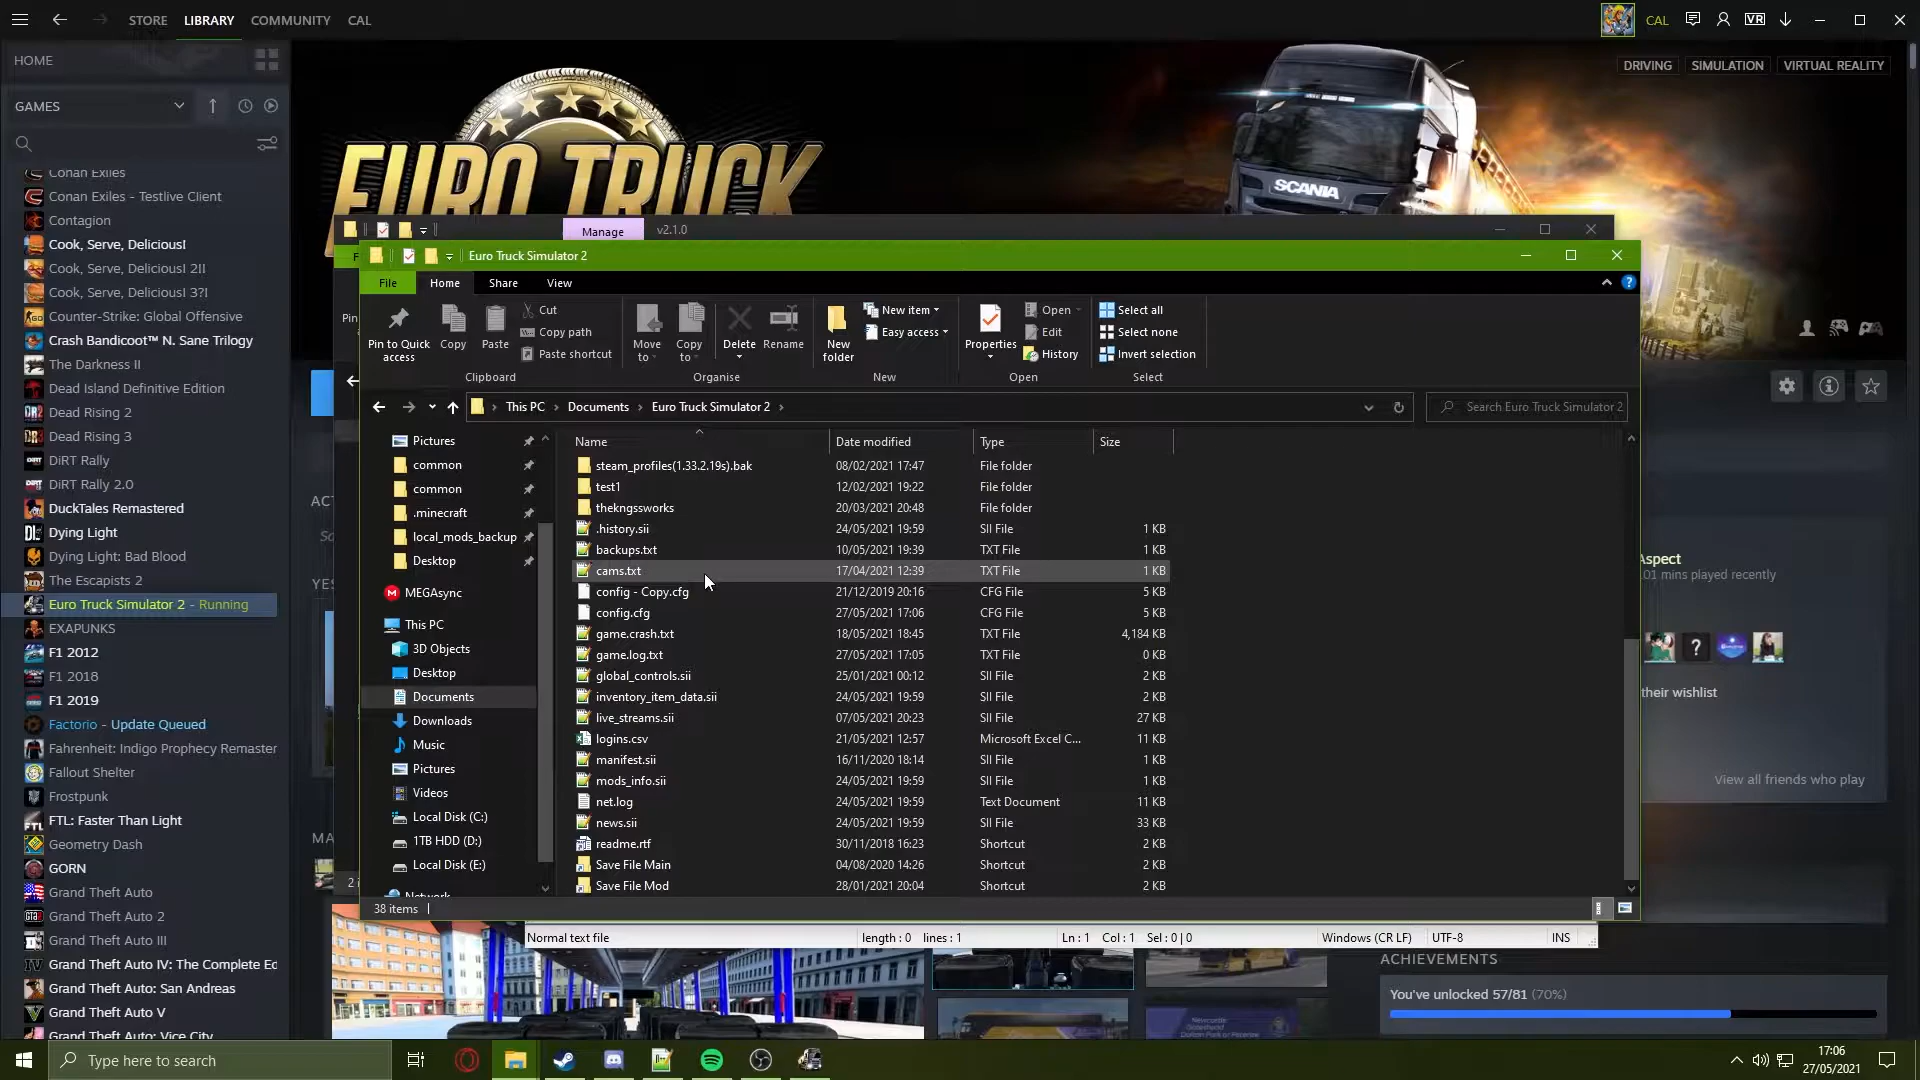 STORE LIBRARY COMMUNITY CAL
CAL VR
HOME
GAMES
Conan Exiles
Conan Exiles - Testlive Client
Contagion
Cook, Serve, Delicious!
Cook, Serve, Delicious! 2!!
Cook, Serve, Delicious! 3?!
Counter-Strike: Global Offensive
Crash Bandicoot™ N. Sane Trilogy
The Darkness II
Dead Island Definitive Edition
Dead Rising 2
Dead Rising 3
DiRT Rally
DiRT Rally 2.0
DuckTales Remastered
Dying Light
Dying Light: Bad Blood
The Escapists 2
Euro Truck Simulator 2 - Running
EXAPUNKS
F1 2012
F1 2018
F1 2019
Factorio - Update Queued
Fahrenheit: Indigo Prophecy Remaster
Fallout Shelter
Frostpunk
FTL: Faster Than Light
Geometry Dash
GORN
Grand Theft Auto
Grand Theft Auto 2
Grand Theft Auto III
Grand Theft Auto IV: The Complete Ed
Grand Theft Auto: San Andreas
Grand Theft Auto V
Grand Theft Auto: Vice City
DRIVING SIMULATION VIRTUAL REALITY
EURO TRUCK
SCANIA
Manage v2.1.0
Euro Truck Simulator 2
File Home Share View
Pin to Quick access
Copy
Paste
Cut
Copy path
Paste shortcut
Clipboard
Move to
Copy to
Delete
Rename
Organise
New folder
New item
Easy access
New
Properties
Open
Edit
History
Open
Select all
Select none
Invert selection
Select
This PC Documents Euro Truck Simulator 2
Search Euro Truck Simulator 2
Pictures
common
common
.minecraft
local_mods_backup
Desktop
MEGAsync
This PC
3D Objects
Desktop
Documents
Downloads
Music
Pictures
Videos
Local Disk (C:)
1TB HDD (D:)
Local Disk (E:)
Network
Name Date modified Type Size
steam_profiles(1.33.2.19s).bak 08/02/2021 17:47 File folder
test1 12/02/2021 19:22 File folder
thekngssworks 20/03/2021 20:48 File folder
.history.sii 24/05/2021 19:59 SII File 1 KB
backups.txt 10/05/2021 19:39 TXT File 1 KB
cams.txt 17/04/2021 12:39 TXT File 1 KB
config - Copy.cfg 21/12/2019 20:16 CFG File 5 KB
config.cfg 27/05/2021 17:06 CFG File 5 KB
game.crash.txt 18/05/2021 18:45 TXT File 4,184 KB
game.log.txt 27/05/2021 17:05 TXT File 0 KB
global_controls.sii 25/01/2021 00:12 SII File 2 KB
inventory_item_data.sii 24/05/2021 19:59 SII File 2 KB
live_streams.sii 07/05/2021 20:23 SII File 27 KB
logins.csv 21/05/2021 12:57 Microsoft Excel C... 11 KB
manifest.sii 16/11/2020 18:14 SII File 1 KB
mods_info.sii 24/05/2021 19:59 SII File 1 KB
net.log 24/05/2021 19:59 Text Document 11 KB
news.sii 24/05/2021 19:59 SII File 33 KB
readme.rtf 30/11/2018 16:23 Shortcut 2 KB
Save File Main 04/08/2020 14:26 Shortcut 2 KB
Save File Mod 28/01/2021 20:04 Shortcut 2 KB
38 items
Normal text file length : 0 lines : 1 Ln : 1 Col : 1 Sel : 0 | 0 Windows (CR LF) UTF-8 INS
Aspect
01 mins played recently
their wishlist
View all friends who play
ACHIEVEMENTS
You've unlocked 57/81 (70%)
Type here to search
17:06
27/05/2021